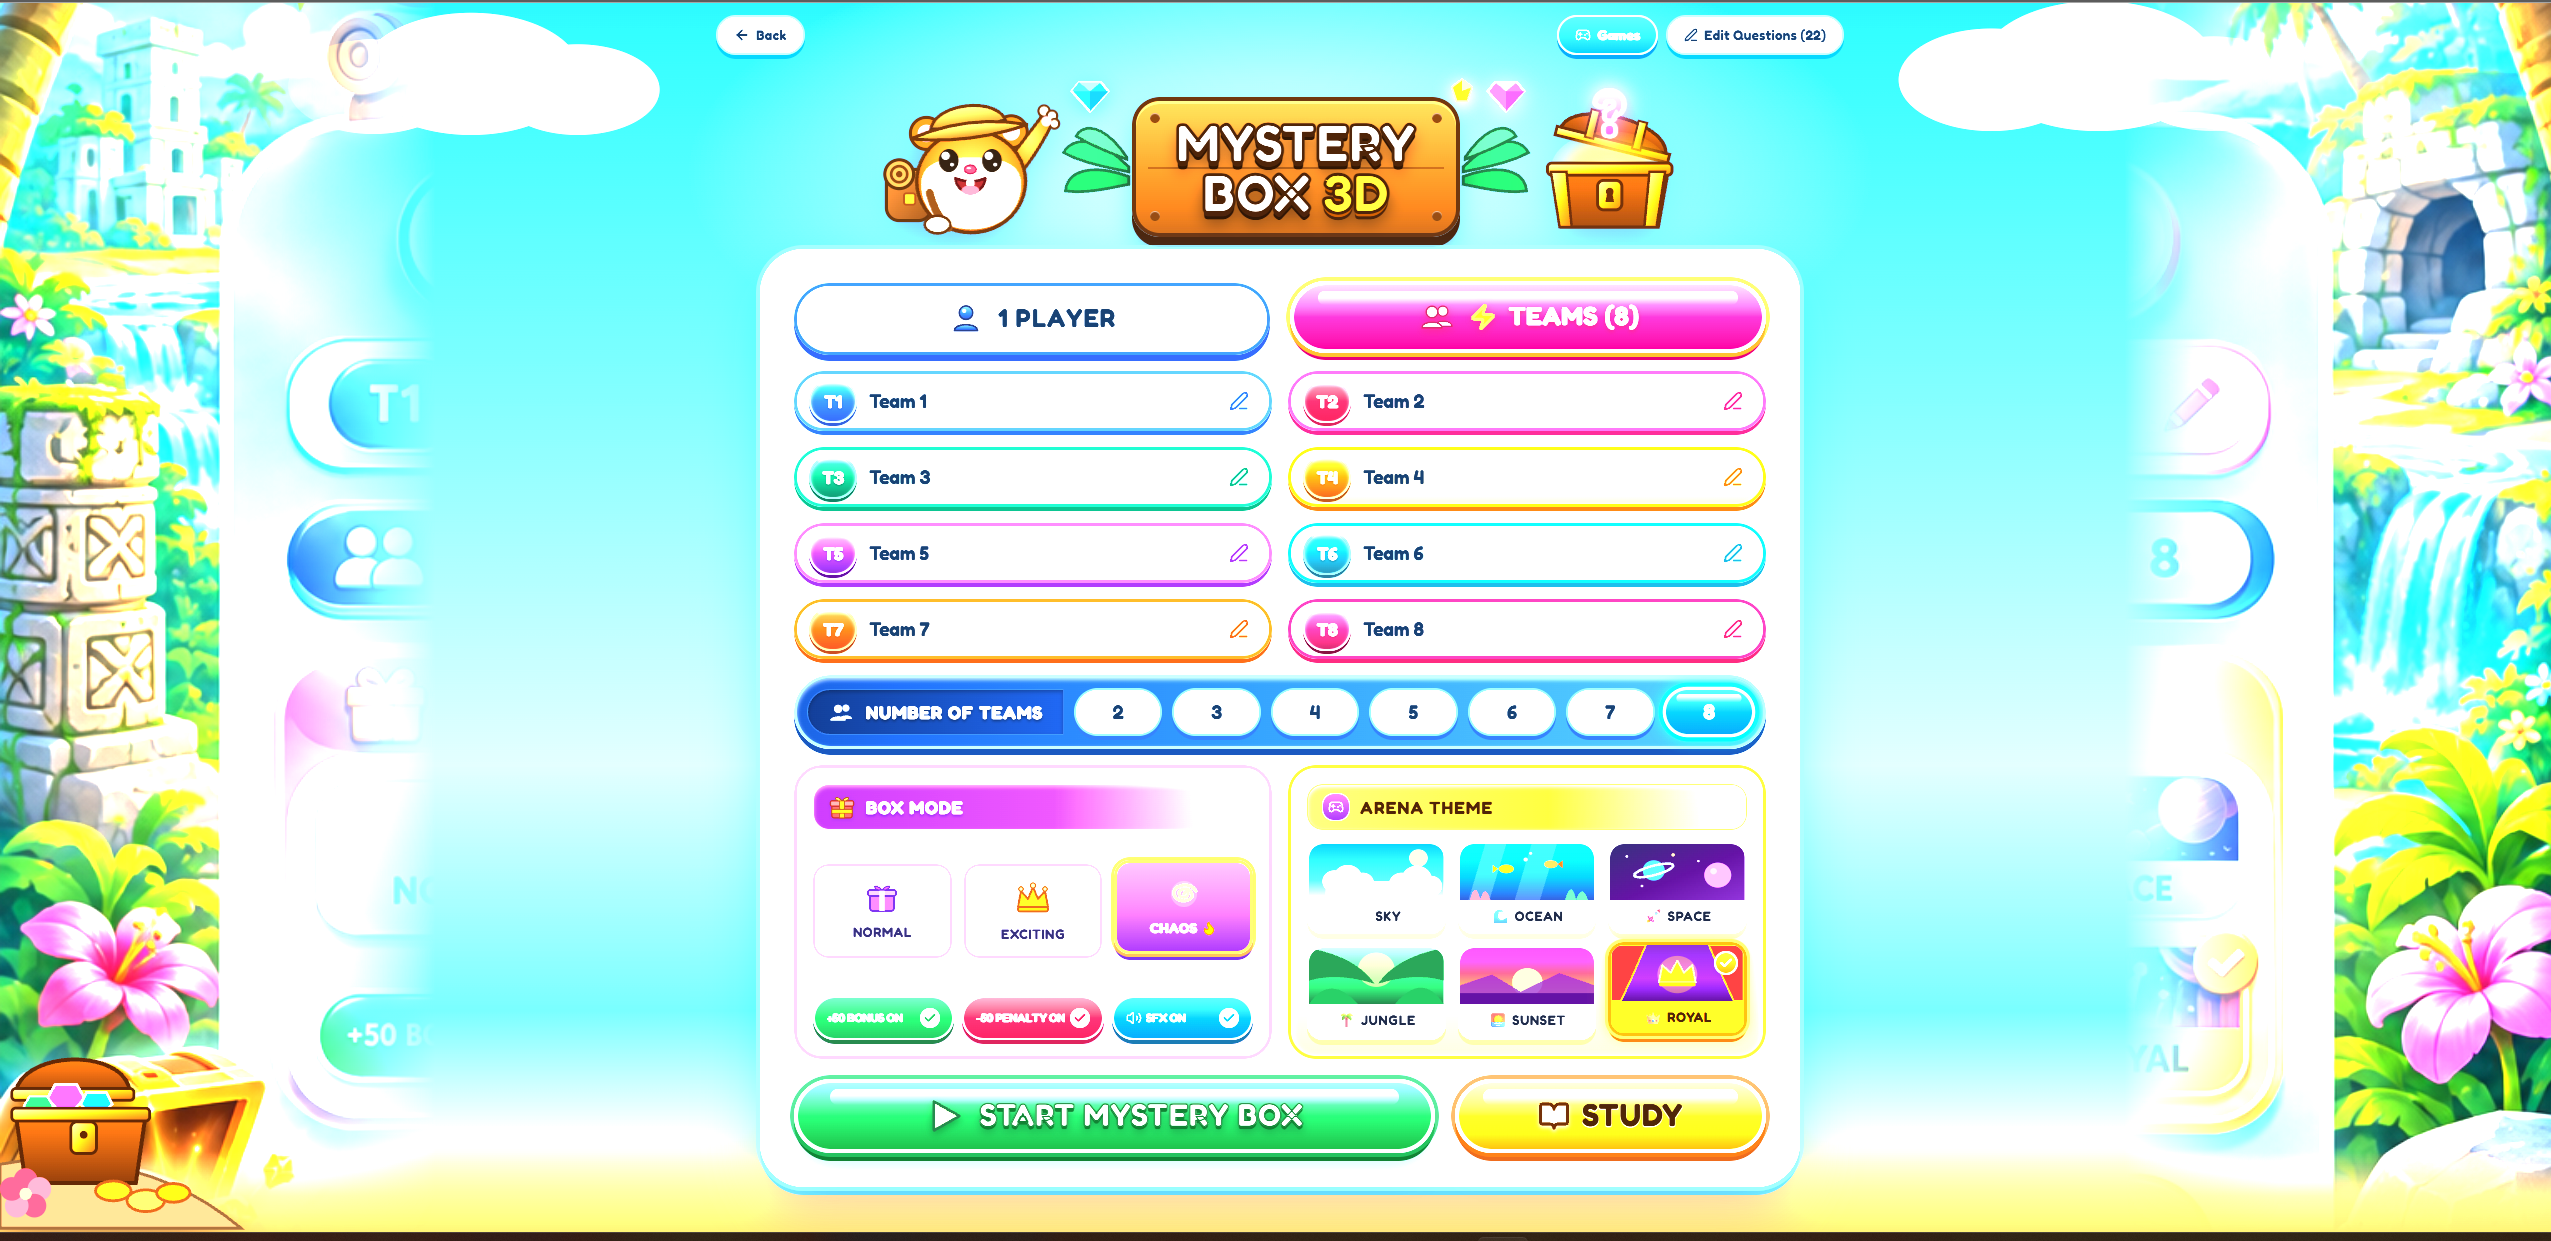 Back
Games
Edit Questions (22)
MYSTERY
BOX 3D
1 PLAYER
TEAMS (8)
T1 Team 1
T2 Team 2
T3 Team 3
T4 Team 4
T5 Team 5
T6 Team 6
T7 Team 7
T8 Team 8
NUMBER OF TEAMS 2 3 4 5 6 7 8
BOX MODE
NORMAL
EXCITING
CHAOS
+50 BONUS ON
-50 PENALTY ON
SFX ON
ARENA THEME
SKY
OCEAN
SPACE
JUNGLE
SUNSET
ROYAL
START MYSTERY BOX
STUDY
T1
8
+50